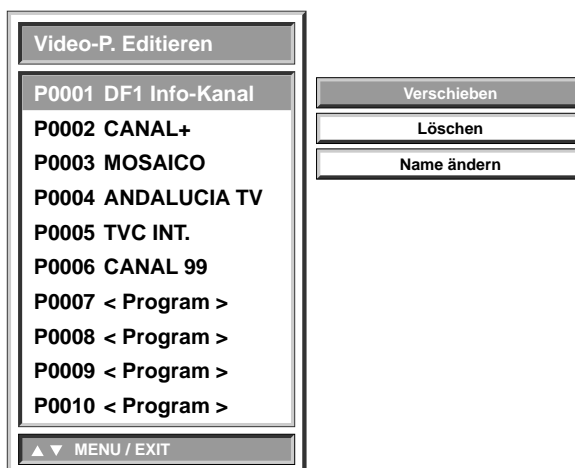 Video-P. Editieren
P0001 DF1 Info-Kanal
P0002 CANAL+
P0003 MOSAICO
P0004 ANDALUCIA TV
P0005 TVC INT.
P0006 CANAL 99
P0007 < Program >
P0008 < Program >
P0009 < Program >
P0010 < Program >
▲ ▼ MENU / EXIT
Verschieben
Löschen
Name ändern